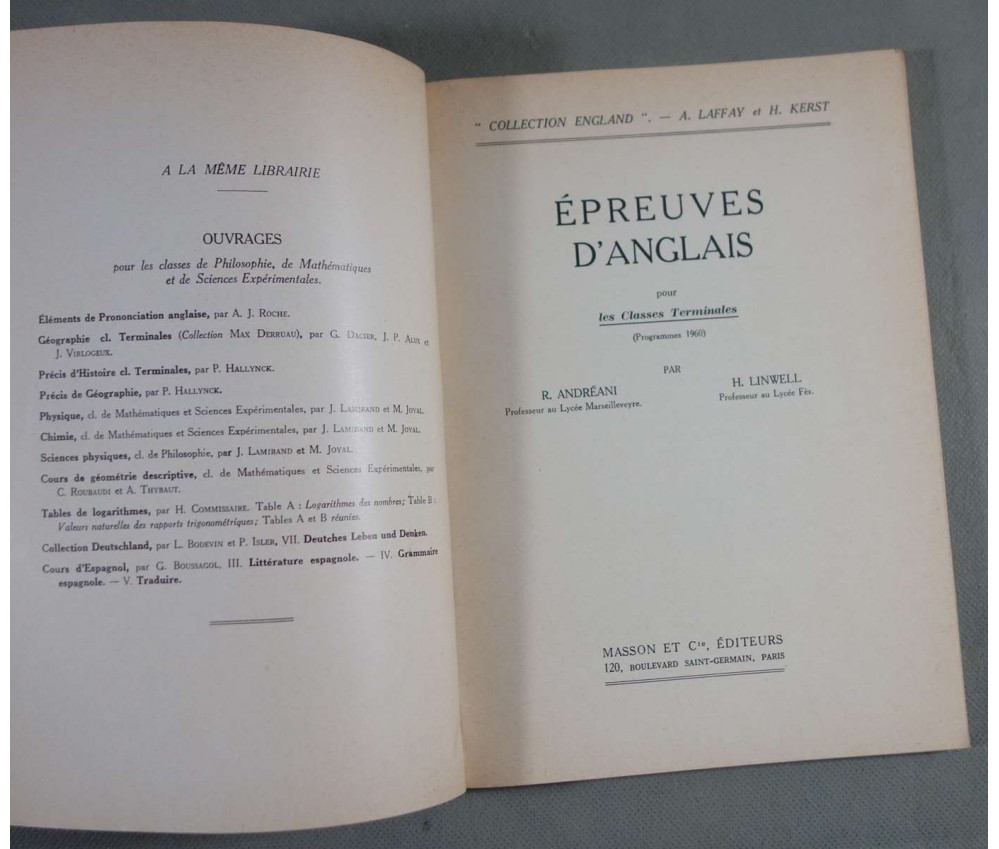 A LA MÊME LIBRAIRIE
OUVRAGES
pour les classes de Philosophie, de Mathématiques
et de Sciences Expérimentales.
Éléments de Prononciation anglaise, par A. J. ROCHE.
Géographie cl. Terminales (Collection MAX DERRUAU), par G. DACIER, J. P. ALIX et
J. VIRLOGEUX.
Précis d'Histoire cl. Terminales, par P. HALLYNCK.
Précis de Géographie, par P. HALLYNCK.
Physique, cl. de Mathématiques et Sciences Expérimentales, par J. LAMIRAND et M. JOYAL.
Chimie, cl. de Mathématiques et Sciences Expérimentales, par J. LAMIRAND et M. JOYAL.
Sciences physiques, cl. de Philosophie, par J. LAMIRAND et M. JOYAL.
Cours de géométrie descriptive, cl. de Mathématiques et Sciences Expérimentales, par
C. ROUBAUDI et A. THYBAUT.
Tables de logarithmes, par H. COMMISSAIRE. Table A : Logarithmes des nombres; Table B :
Valeurs naturelles des rapports trigonométriques; Tables A et B réunies.
Collection Deutschland, par L. BODEVIN et P. ISLER, VII. Deutches Leben und Denken.
Cours d'Espagnol, par G. BOUSSAGOL, III. Littérature espagnole. — IV. Grammaire
espagnole. — V. Traduire.
" COLLECTION ENGLAND ". — A. LAFFAY et H. KERST
ÉPREUVES
D'ANGLAIS
pour
les Classes Terminales
(Programmes 1960)
PAR
R. ANDRÉANI
Professeur au Lycée Marseilleveyre.
H. LINWELL
Professeur au Lycée Fès.
MASSON ET Cie, ÉDITEURS
120, BOULEVARD SAINT-GERMAIN, PARIS